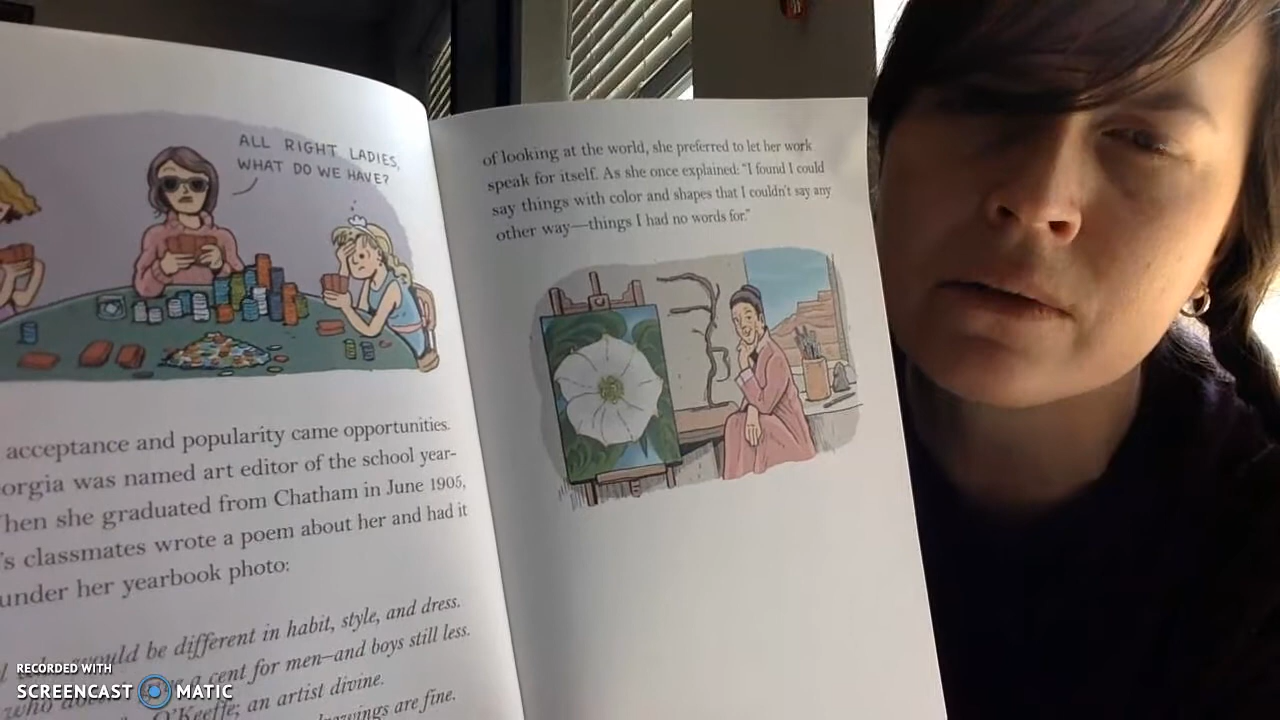 ALL RIGHT LADIES,
WHAT DO WE HAVE?
acceptance and popularity came opportunities.
orgia was named art editor of the school year-
hen she graduated from Chatham in June 1905,
's classmates wrote a poem about her and had it
under her yearbook photo:
would be different in habit, style, and dress.
who a cent for men—and boys still less.
O'Keeffe; an artist divine.
are fine.
of looking at the world, she preferred to let her work
speak for itself. As she once explained: "I found I could
say things with color and shapes that I couldn't say any
other way—things I had no words for."
RECORDED WITH
SCREENCAST MATIC